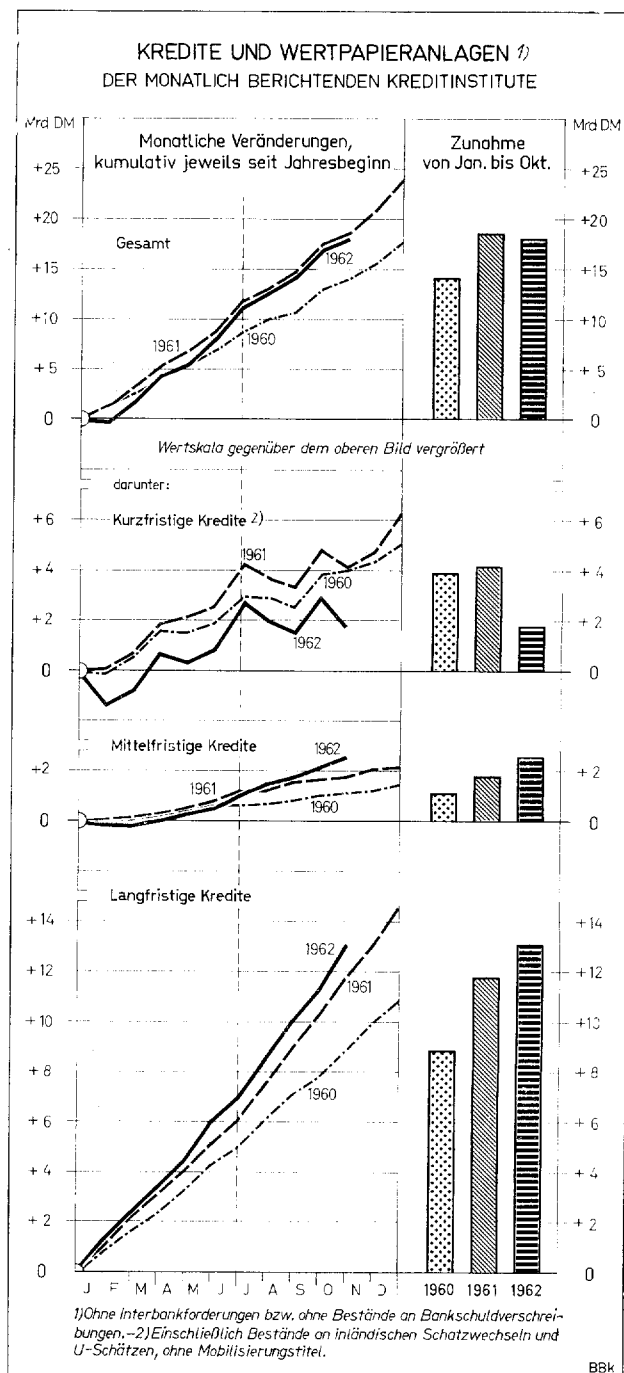 KREDITE UND WERTPAPIERANLAGEN 1)
DER MONATLICH BERICHTENDEN KREDITINSTITUTE
Mrd DM
Monatliche Veränderungen,
kumulativ jeweils seit Jahresbeginn
Zunahme
von Jan. bis Okt.
Mrd DM
+25
+20
+15
+10
+5
0
Gesamt
1962
1961
1960
+25
+20
+15
+10
+5
0
Wertskala gegenüber dem oberen Bild vergrößert
darunter:
Kurzfristige Kredite 2)
+6
+4
+2
0
1961
1960
1962
+6
+4
+2
0
Mittelfristige Kredite
+2
0
1962
1961
1960
+2
0
Langfristige Kredite
+14
+12
+10
+8
+6
+4
+2
0
1962
1961
1960
+14
+12
+10
+8
+6
+4
+2
0
J F M A M J J A S O N D
1960 1961 1962
1)Ohne Interbankforderungen bzw. ohne Bestände an Bankschuldverschrei-
bungen.-2)Einschließlich Bestände an inländischen Schatzwechseln und
U-Schätzen, ohne Mobilisierungstitel.
BBk